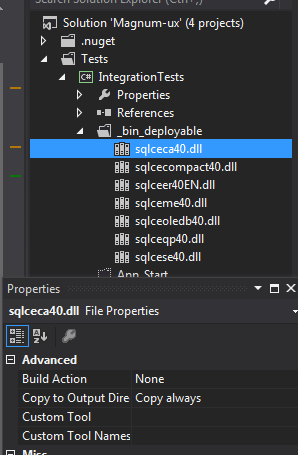 Search Solution Explorer (Ctrl+;)
Solution 'Magnum-ux' (4 projects)
.nuget
Tests
C# IntegrationTests
Properties
References
_bin_deployable
sqlceca40.dll
sqlcecompact40.dll
sqlceer40EN.dll
sqlceme40.dll
sqlceoledb40.dll
sqlceqp40.dll
sqlcese40.dll
App_Start
Properties
sqlceca40.dll File Properties
Advanced
Build Action None
Copy to Output Dire Copy always
Custom Tool
Custom Tool Names
Misc